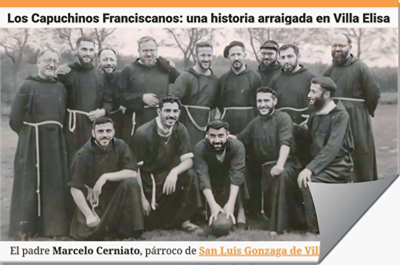 Los Capuchinos Franciscanos: una historia arraigada en Villa Elisa
El padre Marcelo Cerniato, párroco de San Luis Gonzaga de